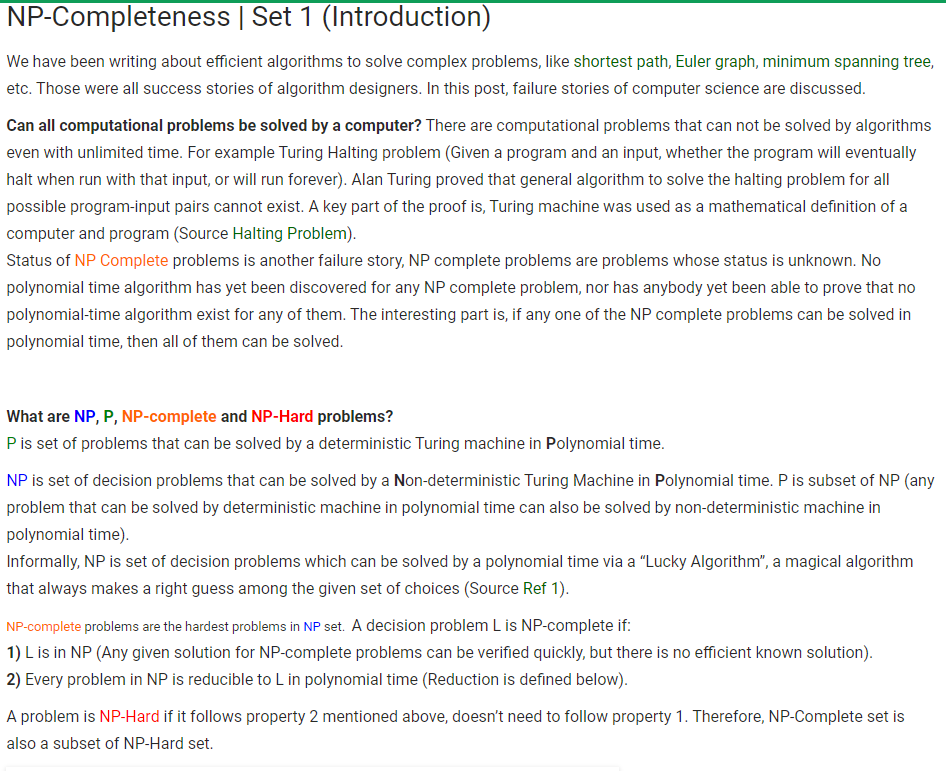 NP-Completeness | Set 1 (Introduction)
We have been writing about efficient algorithms to solve complex problems, like shortest path, Euler graph, minimum spanning tree,
etc. Those were all success stories of algorithm designers. In this post, failure stories of computer science are discussed.
Can all computational problems be solved by a computer? There are computational problems that can not be solved by algorithms
even with unlimited time. For example Turing Halting problem (Given a program and an input, whether the program will eventually
halt when run with that input, or will run forever). Alan Turing proved that general algorithm to solve the halting problem for all
possible program-input pairs cannot exist. A key part of the proof is, Turing machine was used as a mathematical definition of a
computer and program (Source Halting Problem).
Status of NP Complete problems is another failure story, NP complete problems are problems whose status is unknown. No
polynomial time algorithm has yet been discovered for any NP complete problem, nor has anybody yet been able to prove that no
polynomial-time algorithm exist for any of them. The interesting part is, if any one of the NP complete problems can be solved in
polynomial time, then all of them can be solved.
What are NP, P, NP-complete and NP-Hard problems?
P is set of problems that can be solved by a deterministic Turing machine in Polynomial time.
NP is set of decision problems that can be solved by a Non-deterministic Turing Machine in Polynomial time. P is subset of NP (any
problem that can be solved by deterministic machine in polynomial time can also be solved by non-deterministic machine in
polynomial time).
Informally, NP is set of decision problems which can be solved by a polynomial time via a “Lucky Algorithm”, a magical algorithm
that always makes a right guess among the given set of choices (Source Ref 1).
NP-complete problems are the hardest problems in NP set. A decision problem L is NP-complete if:
1) L is in NP (Any given solution for NP-complete problems can be verified quickly, but there is no efficient known solution).
2) Every problem in NP is reducible to L in polynomial time (Reduction is defined below).
A problem is NP-Hard if it follows property 2 mentioned above, doesn’t need to follow property 1. Therefore, NP-Complete set is
also a subset of NP-Hard set.